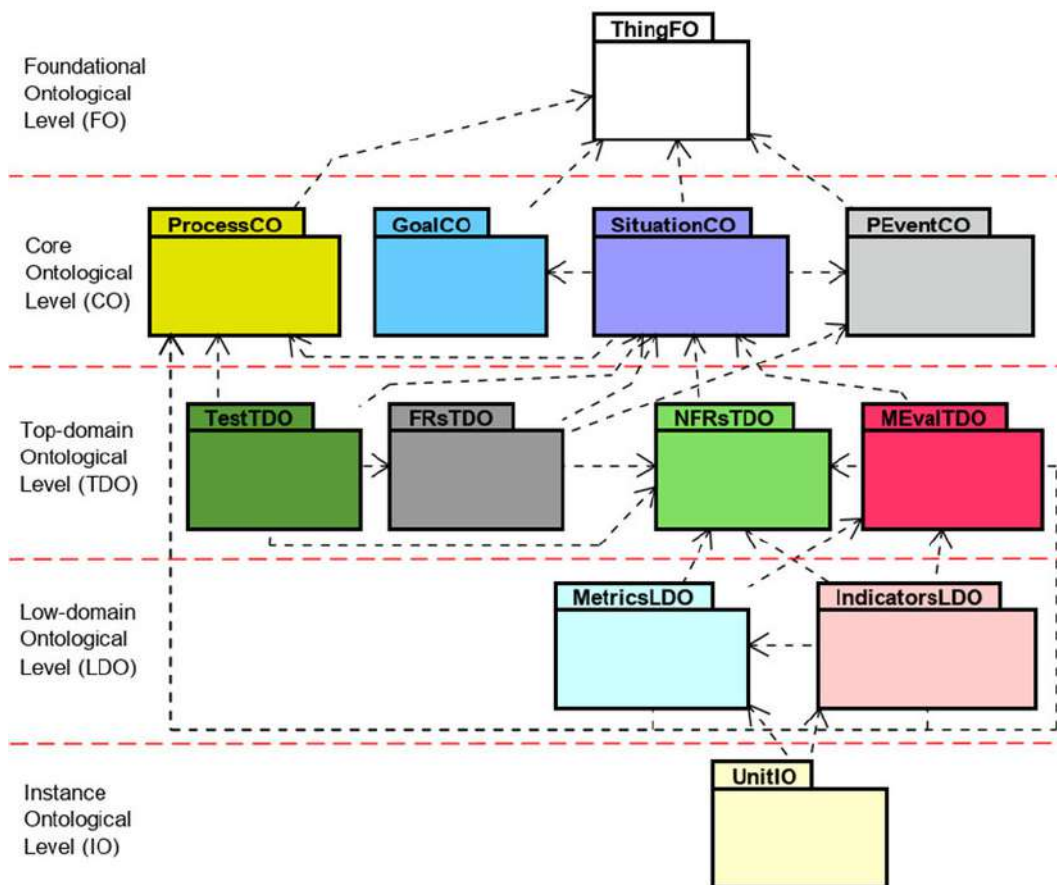 ThingFO
Foundational
Ontological
Level (FO)
ProcessCO
GoalCO
SituationCO
PEventCO
Core
Ontological
Level (CO)
TestTDO
FRsTDO
NFRsTDO
MEvalTDO
Top-domain
Ontological
Level (TDO)
MetricsLDO
IndicatorsLDO
Low-domain
Ontological
Level (LDO)
UnitIO
Instance
Ontological
Level (IO)